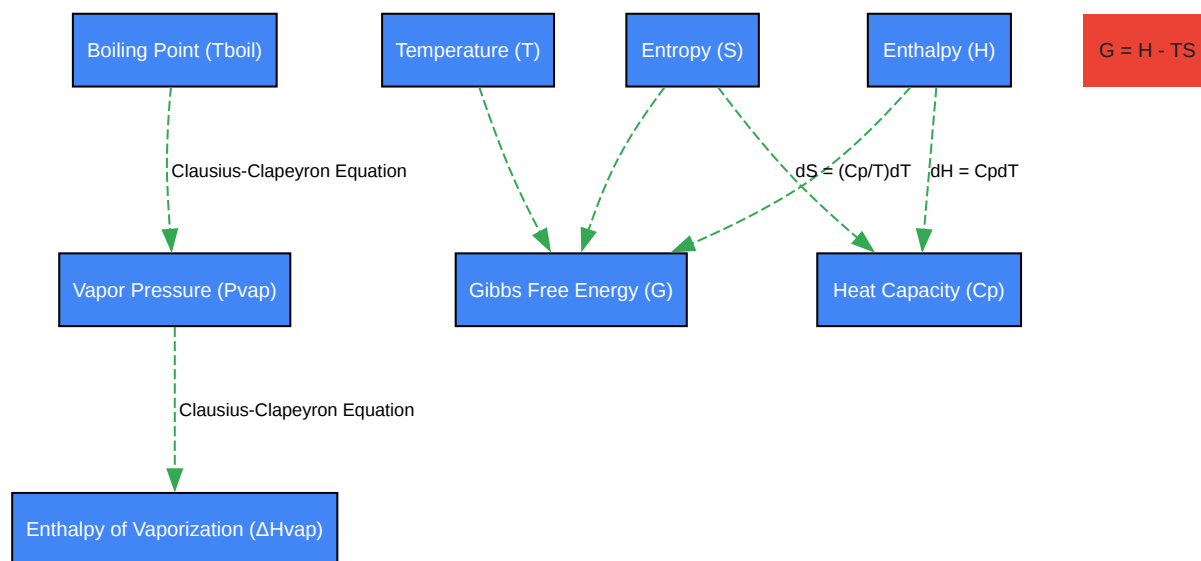 Boiling Point (Tboil)
Temperature (T)
Entropy (S)
Enthalpy (H)
G = H - TS
Clausius-Clapeyron Equation
dS = (Cp/T)dT
dH = CpdT
Vapor Pressure (Pvap)
Gibbs Free Energy (G)
Heat Capacity (Cp)
Clausius-Clapeyron Equation
Enthalpy of Vaporization (ΔHvap)